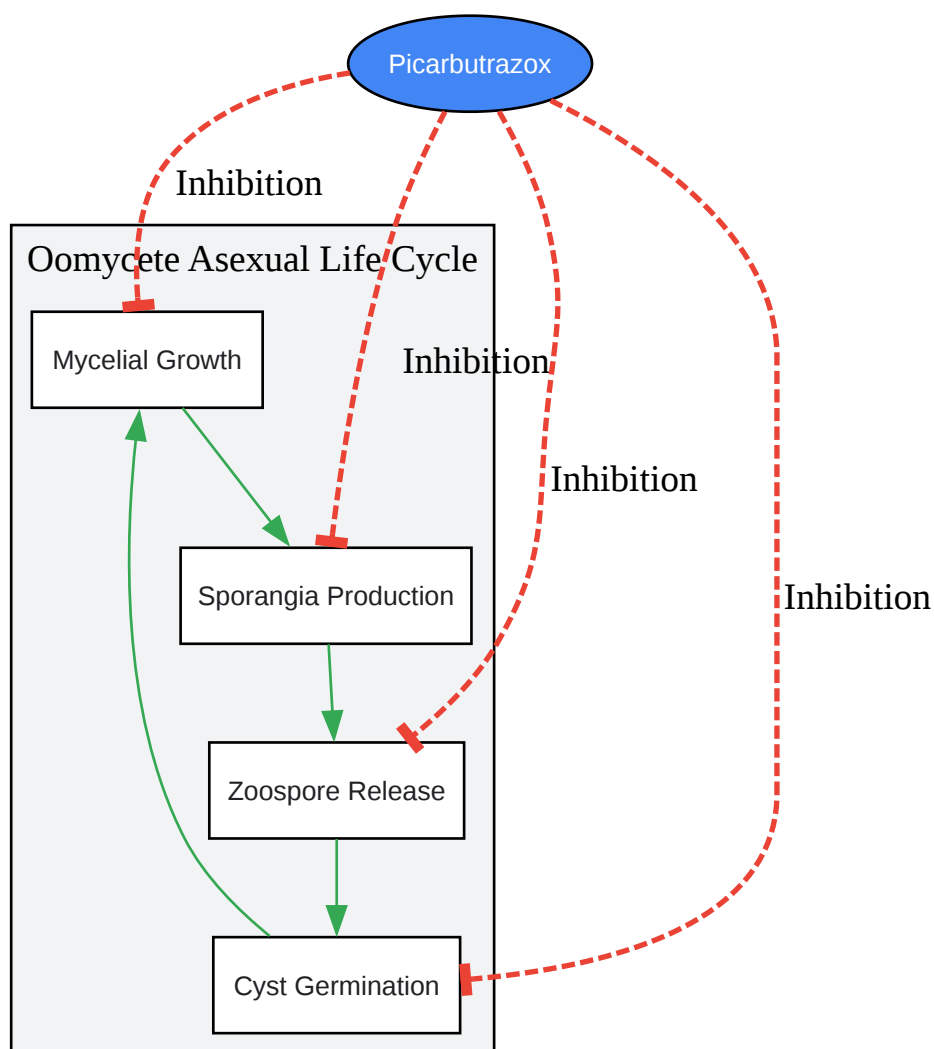 Picarbutrazox
Inhibition
Oomycete Asexual Life Cycle
Mycelial Growth
Inhibition
Inhibition
Sporangia Production
Inhibition
Zoospore Release
Cyst Germination